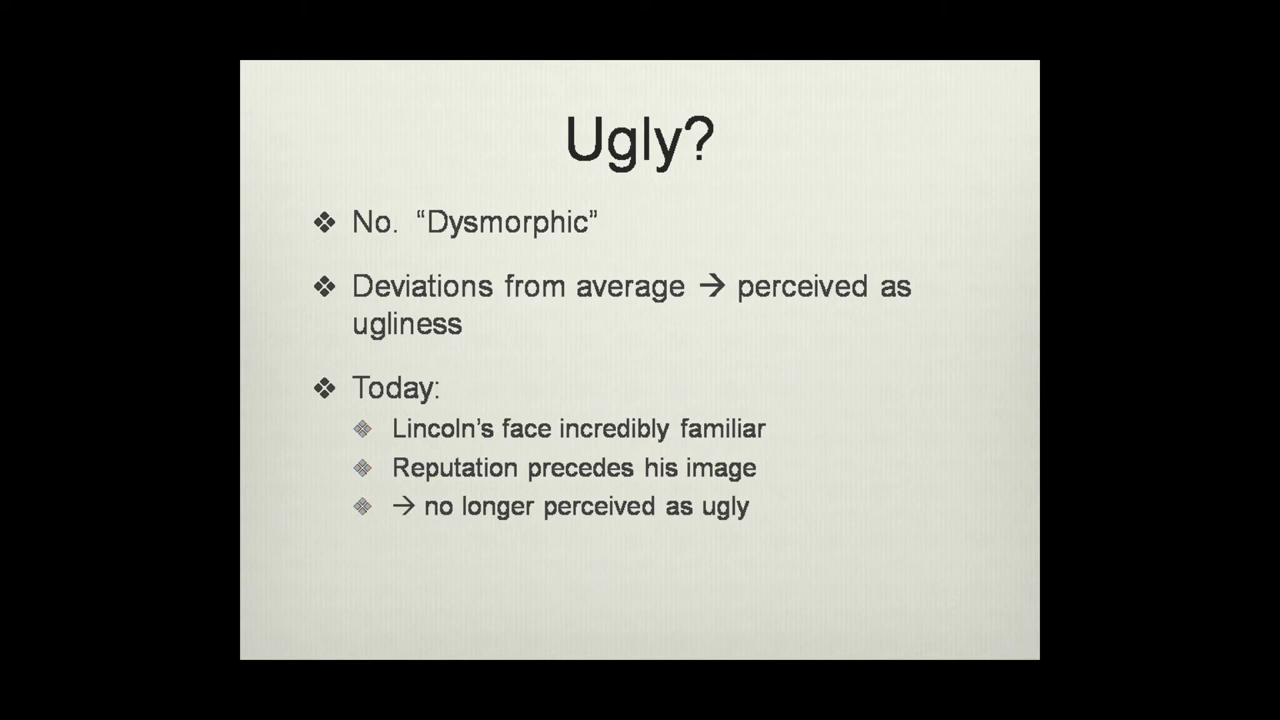 Ugly?
❖ No. “Dysmorphic”
❖ Deviations from average → perceived as
ugliness
❖ Today:
❖ Lincoln’s face incredibly familiar
❖ Reputation precedes his image
❖ → no longer perceived as ugly